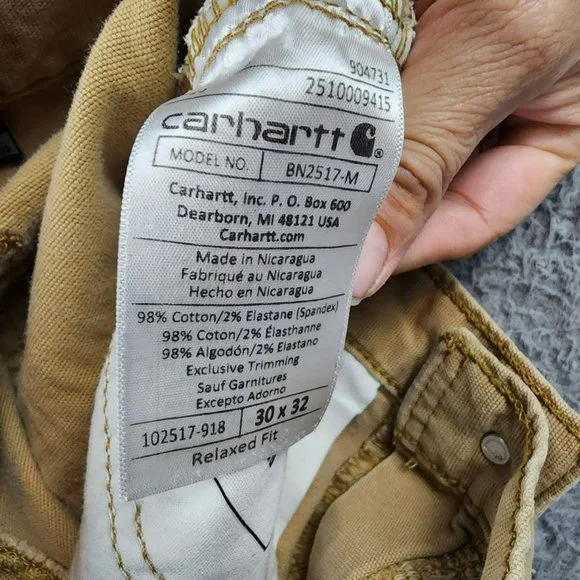 904731
2510009415
carhartt
MODEL NO. BN2517-M
Carhartt, Inc. P.O. Box 600
Dearborn, MI 48121 USA
Carhartt.com
Made in Nicaragua
Fabriqué au Nicaragua
Hecho en Nicaragua
98% Cotton/2% Elastane (Spandex)
98% Coton/2% Élasthanne
98% Algodón/2% Elastano
Exclusive Trimming
Sauf Garnitures
Excepto Adorno
102517-918 30 x 32
Relaxed Fit